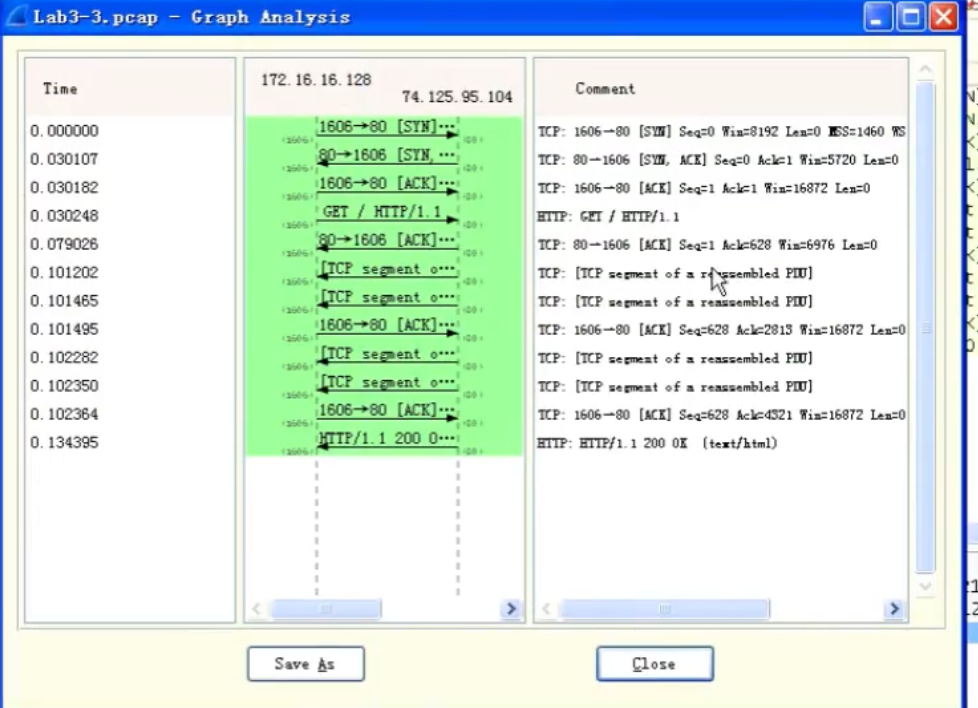 Lab3-3.pcap - Graph Analysis
Time
172.16.16.128
74.125.95.104
Comment
0.000000
1606→80 [SYN]···
TCP: 1606→80 [SYN] Seq=0 Win=8192 Len=0 MSS=1460 WS
0.030107
80→1606 [SYN,···
TCP: 80→1606 [SYN, ACK] Seq=0 Ack=1 Win=5720 Len=0
0.030182
1606→80 [ACK]···
TCP: 1606→80 [ACK] Seq=1 Ack=1 Win=16872 Len=0
0.030248
GET / HTTP/1.1
HTTP: GET / HTTP/1.1
0.079026
80→1606 [ACK]···
TCP: 80→1606 [ACK] Seq=1 Ack=628 Win=6976 Len=0
0.101202
[TCP segment o···
TCP: [TCP segment of a reassembled PDU]
0.101465
[TCP segment o···
TCP: [TCP segment of a reassembled PDU]
0.101495
1606→80 [ACK]···
TCP: 1606→80 [ACK] Seq=628 Ack=2813 Win=16872 Len=0
0.102282
[TCP segment o···
TCP: [TCP segment of a reassembled PDU]
0.102350
[TCP segment o···
TCP: [TCP segment of a reassembled PDU]
0.102364
1606→80 [ACK]···
TCP: 1606→80 [ACK] Seq=628 Ack=4321 Win=16872 Len=0
0.134395
HTTP/1.1 200 O···
HTTP: HTTP/1.1 200 OK (text/html)
Save As
Close